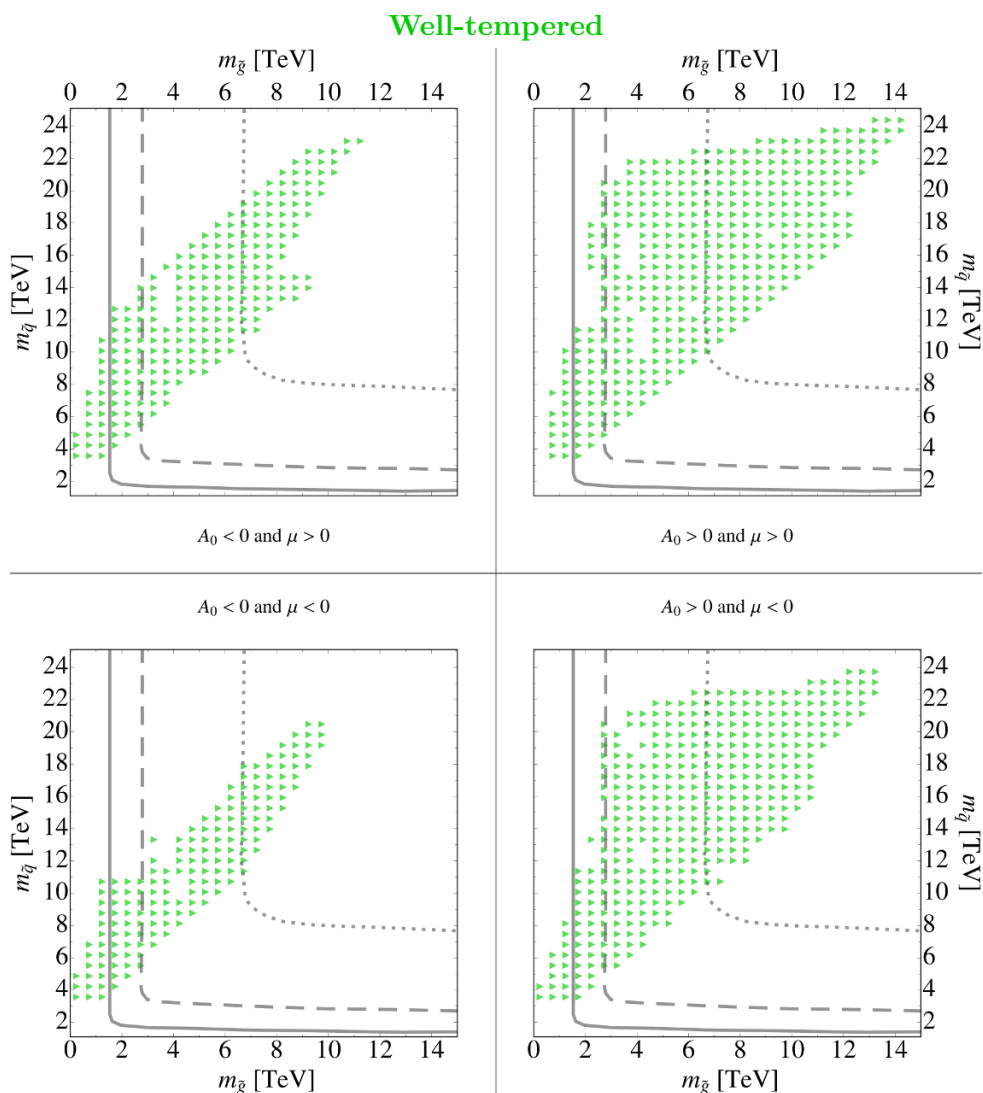 Well-tempered
m_g̃ [TeV] m_g̃ [TeV]
0 2 4 6 8 10 12 14 0 2 4 6 8 10 12 14
24 24
22 22
20 20
18 18
16 16
14 14
12 12
10 10
8 8
6 6
4 4
2 2
m_q̃ [TeV] m_q̃ [TeV]
A₀ < 0 and μ > 0 A₀ > 0 and μ > 0
A₀ < 0 and μ < 0 A₀ > 0 and μ < 0
24 24
22 22
20 20
18 18
16 16
14 14
12 12
10 10
8 8
6 6
4 4
2 2
m_q̃ [TeV] m_q̃ [TeV]
0 2 4 6 8 10 12 14 0 2 4 6 8 10 12 14
m_g̃ [TeV] m_g̃ [TeV]